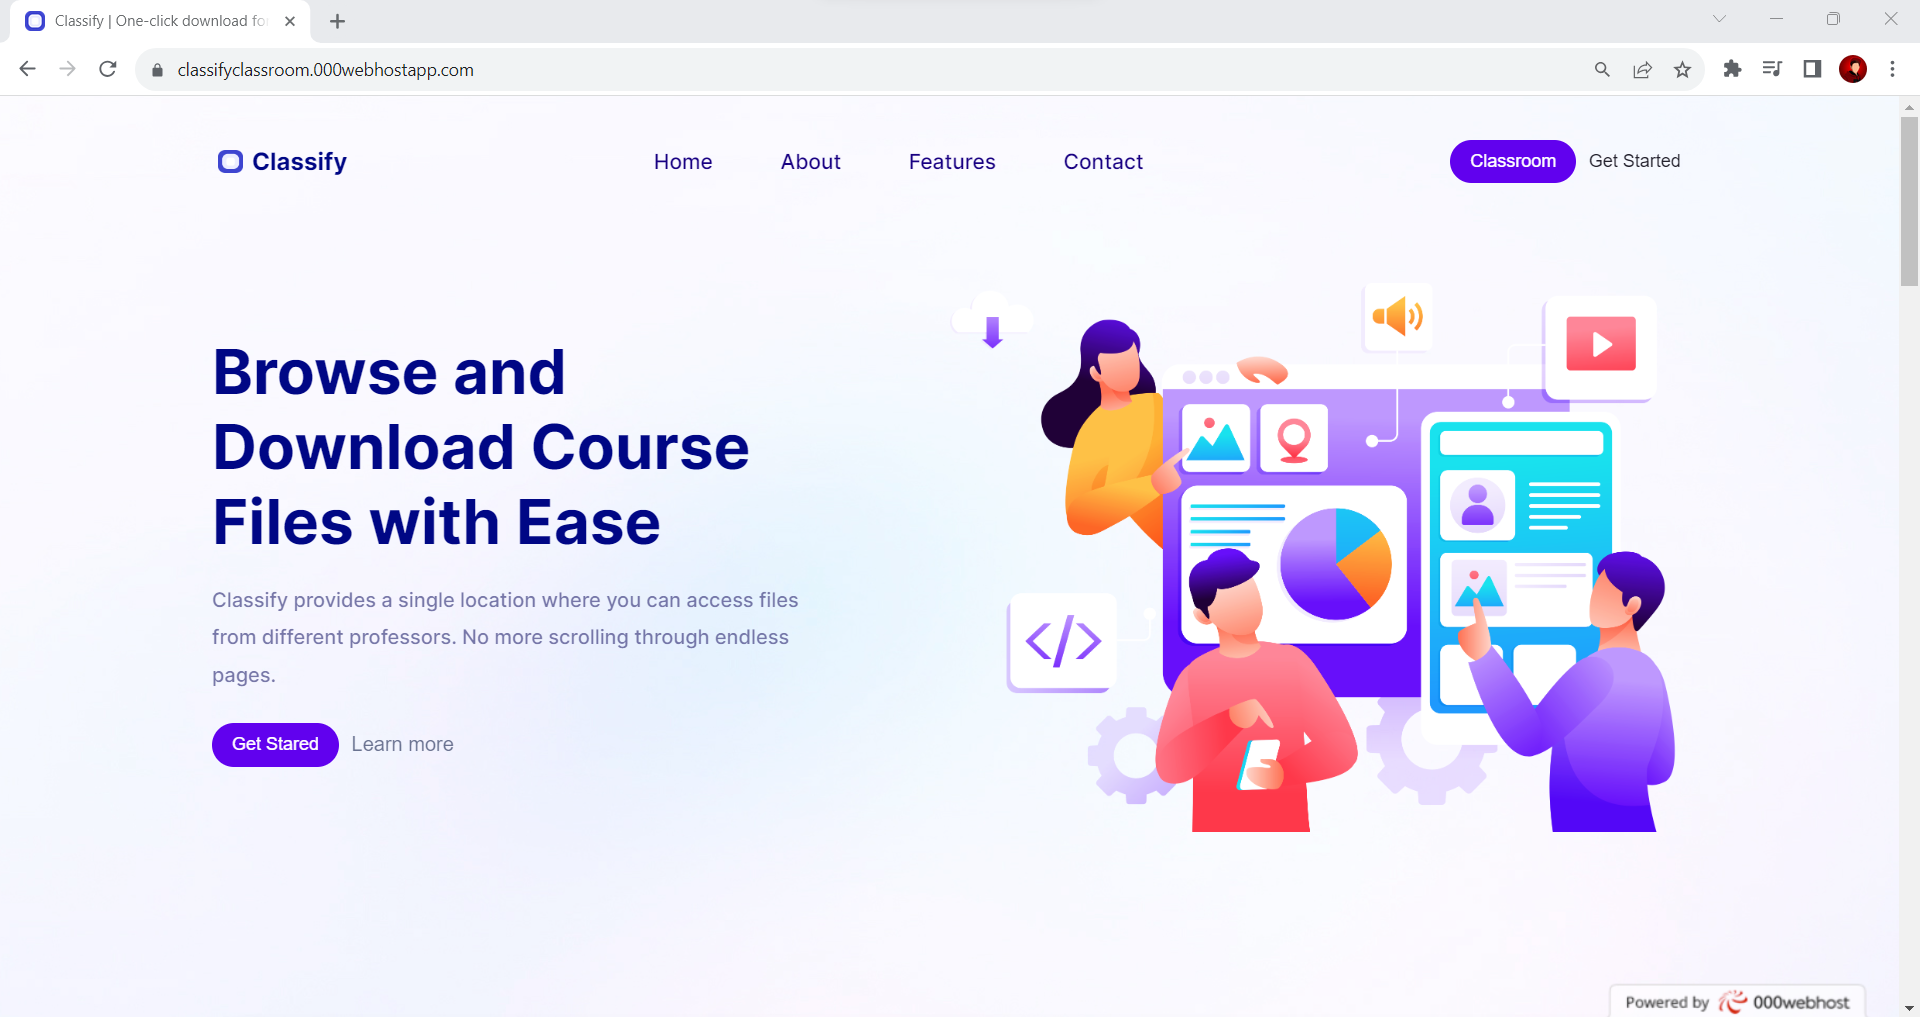 Classify | One-click download fo
classifyclassroom.000webhostapp.com
Classify
Home
About
Features
Contact
Classroom
Get Started
Browse and
Download Course
Files with Ease
Classify provides a single location where you can access files
from different professors. No more scrolling through endless
pages.
Get Stared
Learn more
</>
Powered by 000webhost